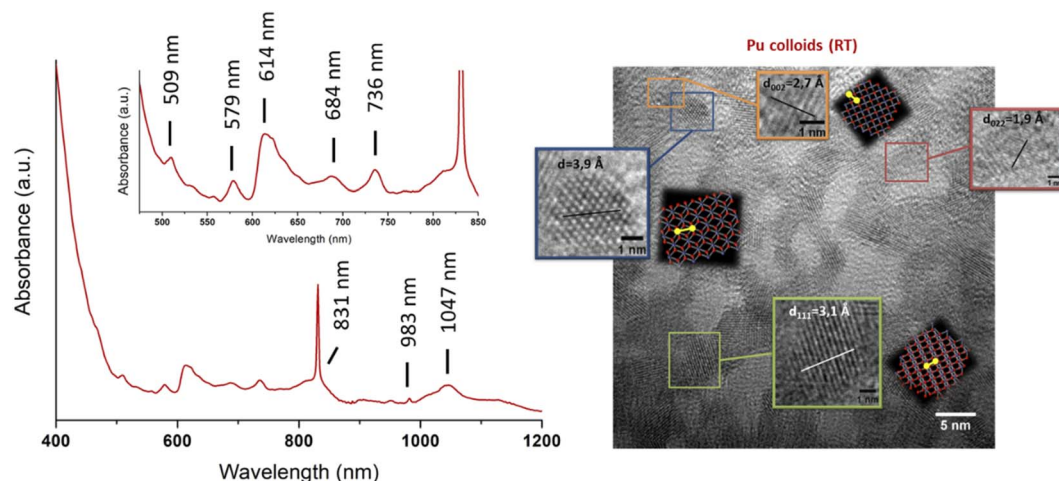 509 nm
579 nm
614 nm
684 nm
736 nm
Absorbance (a.u.)
475 500 550 600 650 700 750 800 850
Wavelength (nm)
831 nm
983 nm
1047 nm
Absorbance (a.u.)
400 600 800 1000 1200
Wavelength (nm)
Pu colloids (RT)
d002=2,7 Å
1 nm
d022=1,9 Å
d=3,9 Å
1 nm
d111=3,1 Å
1 nm
5 nm